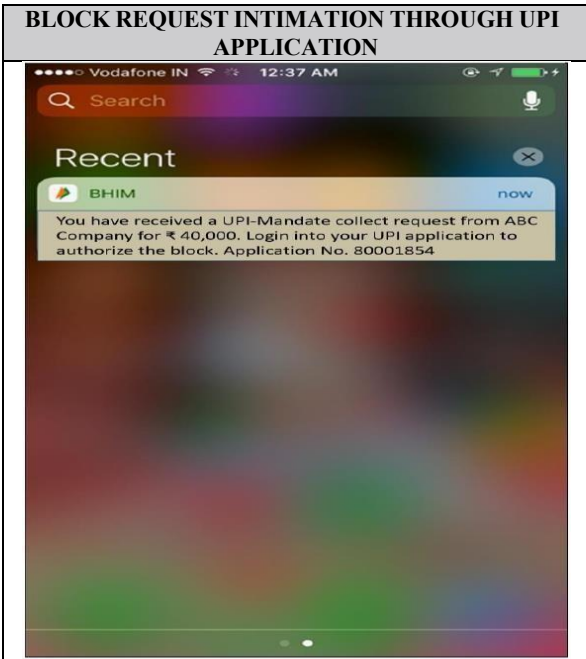 BLOCK REQUEST INTIMATION THROUGH UPI
APPLICATION
Vodafone IN 12:37 AM
Search
Recent
BHIM now
You have received a UPI-Mandate collect request from ABC
Company for ₹ 40,000. Login into your UPI application to
authorize the block. Application No. 80001854